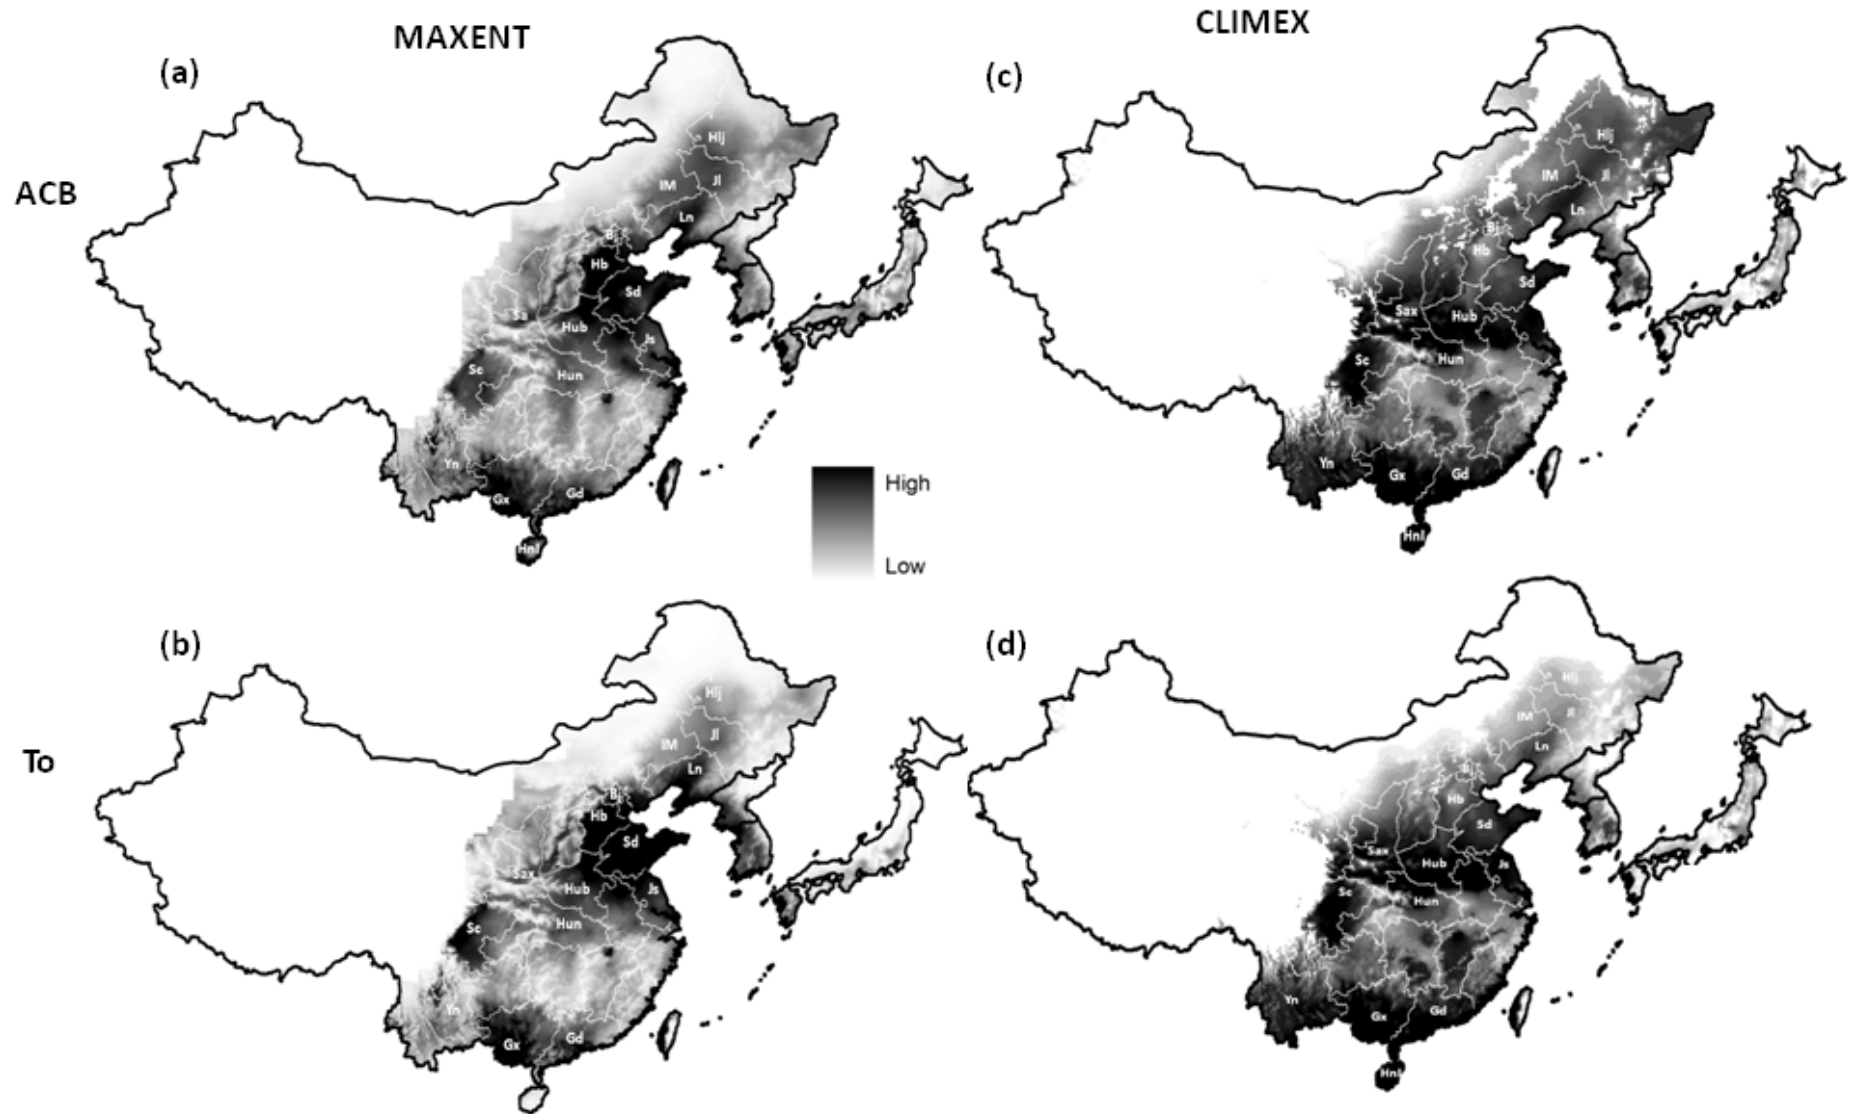 MAXENT
CLIMEX
ACB
To
(a)
Hlj
IM
Jl
Ln
Bj
Hb
Sd
Sa
Hub
Js
Sc
Hun
Yn
Gx
Gd
Hnl
(c)
Hlj
IM
Jl
Ln
Bj
Hb
Sd
Sax
Hub
Sc
Hun
Yn
Gx
Gd
Hnl
High
Low
(b)
Hlj
IM
Jl
Ln
Bj
Hb
Sd
Sax
Hub
Js
Sc
Hun
Yn
Gx
Gd
(d)
Hlj
IM
Jl
Ln
Bj
Hb
Sd
Sax
Hub
Js
Sc
Hun
Yn
Gx
Gd
Hnl